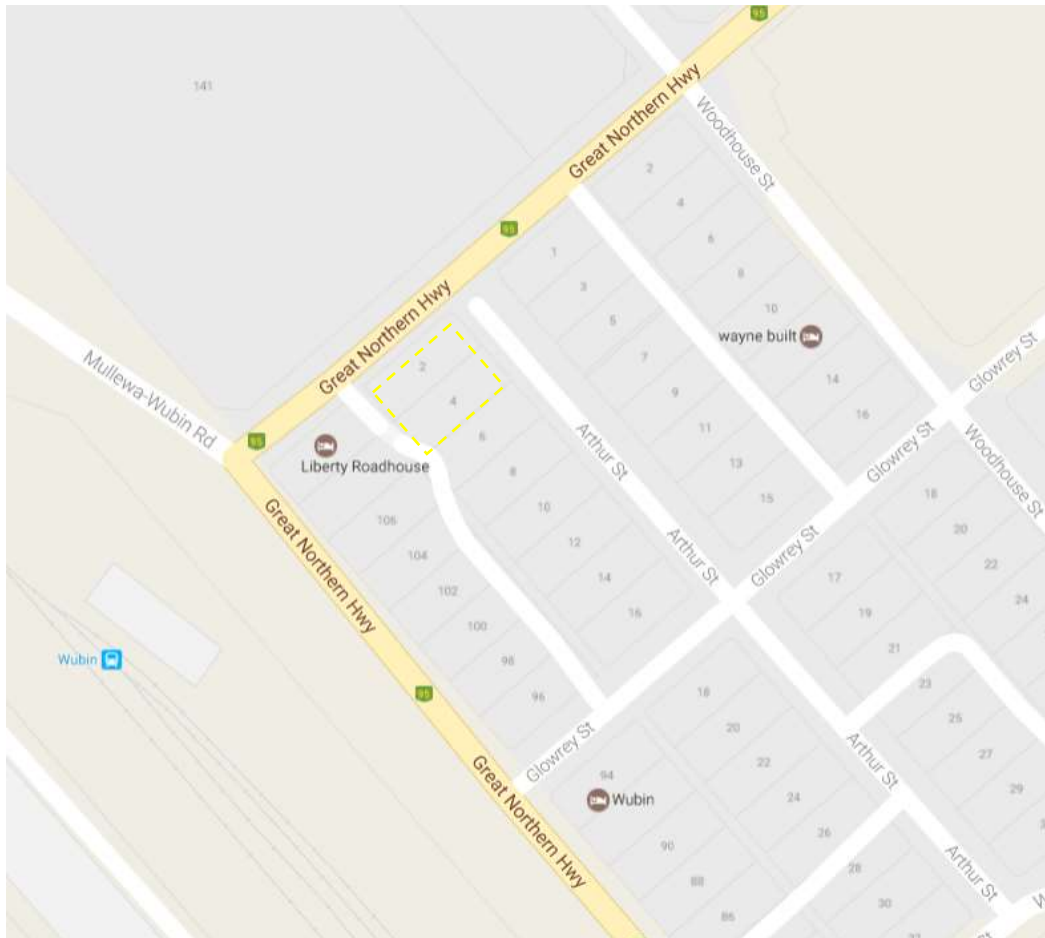 95
141
Great Northern Hwy
Woodhouse St
2
4
6
8
10
95
1
3
5
7
9
11
13
15
wayne built
14
16
Glowrey St
Great Northern Hwy
Mullewa-Wubin Rd
95
Liberty Roadhouse
2
4
6
8
10
12
14
16
Arthur St
Arthur St
Glowrey St
Glowrey St
Woodhouse St
106
104
102
100
98
96
Great Northern Hwy
Wubin
95
Great Northern Hwy
Glowrey St
17
19
21
18
20
22
24
23
25
27
29
18
20
22
24
26
28
30
94
Wubin
90
88
86
Arthur St
Arthur St